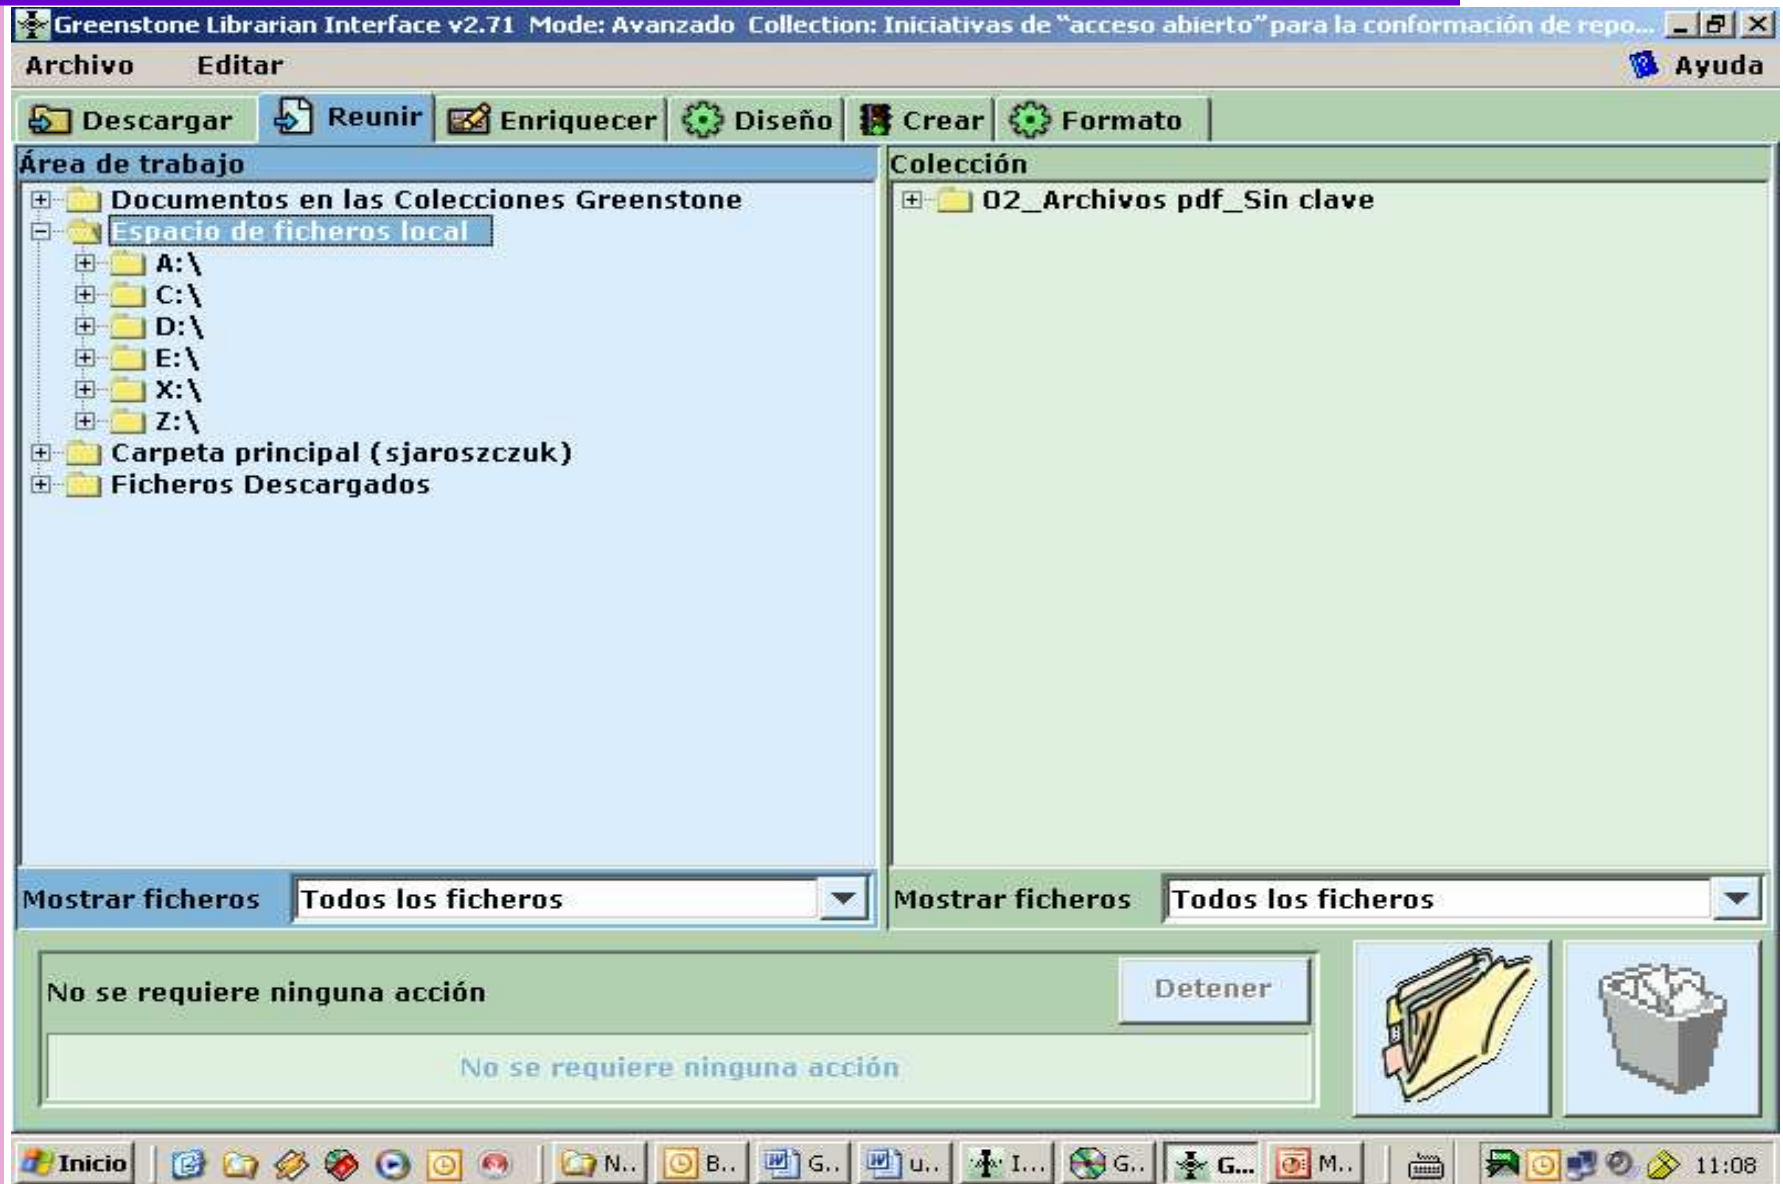 Greenstone Librarian Interface v2.71 Mode: Avanzado Collection: Iniciativas de “acceso abierto”para la conformación de repo...
Archivo Editar Ayuda
Descargar Reunir Enriquecer Diseño Crear Formato
Área de trabajo
Documentos en las Colecciones Greenstone
Espacio de ficheros local
A:\
C:\
D:\
E:\
X:\
Z:\
Carpeta principal (sjaroszczuk)
Ficheros Descargados
Mostrar ficheros Todos los ficheros
Colección
02_Archivos pdf_Sin clave
Mostrar ficheros Todos los ficheros
No se requiere ninguna acción
Detener
No se requiere ninguna acción
Inicio N.. B.. G.. u.. I... G.. G... M.. 11:08